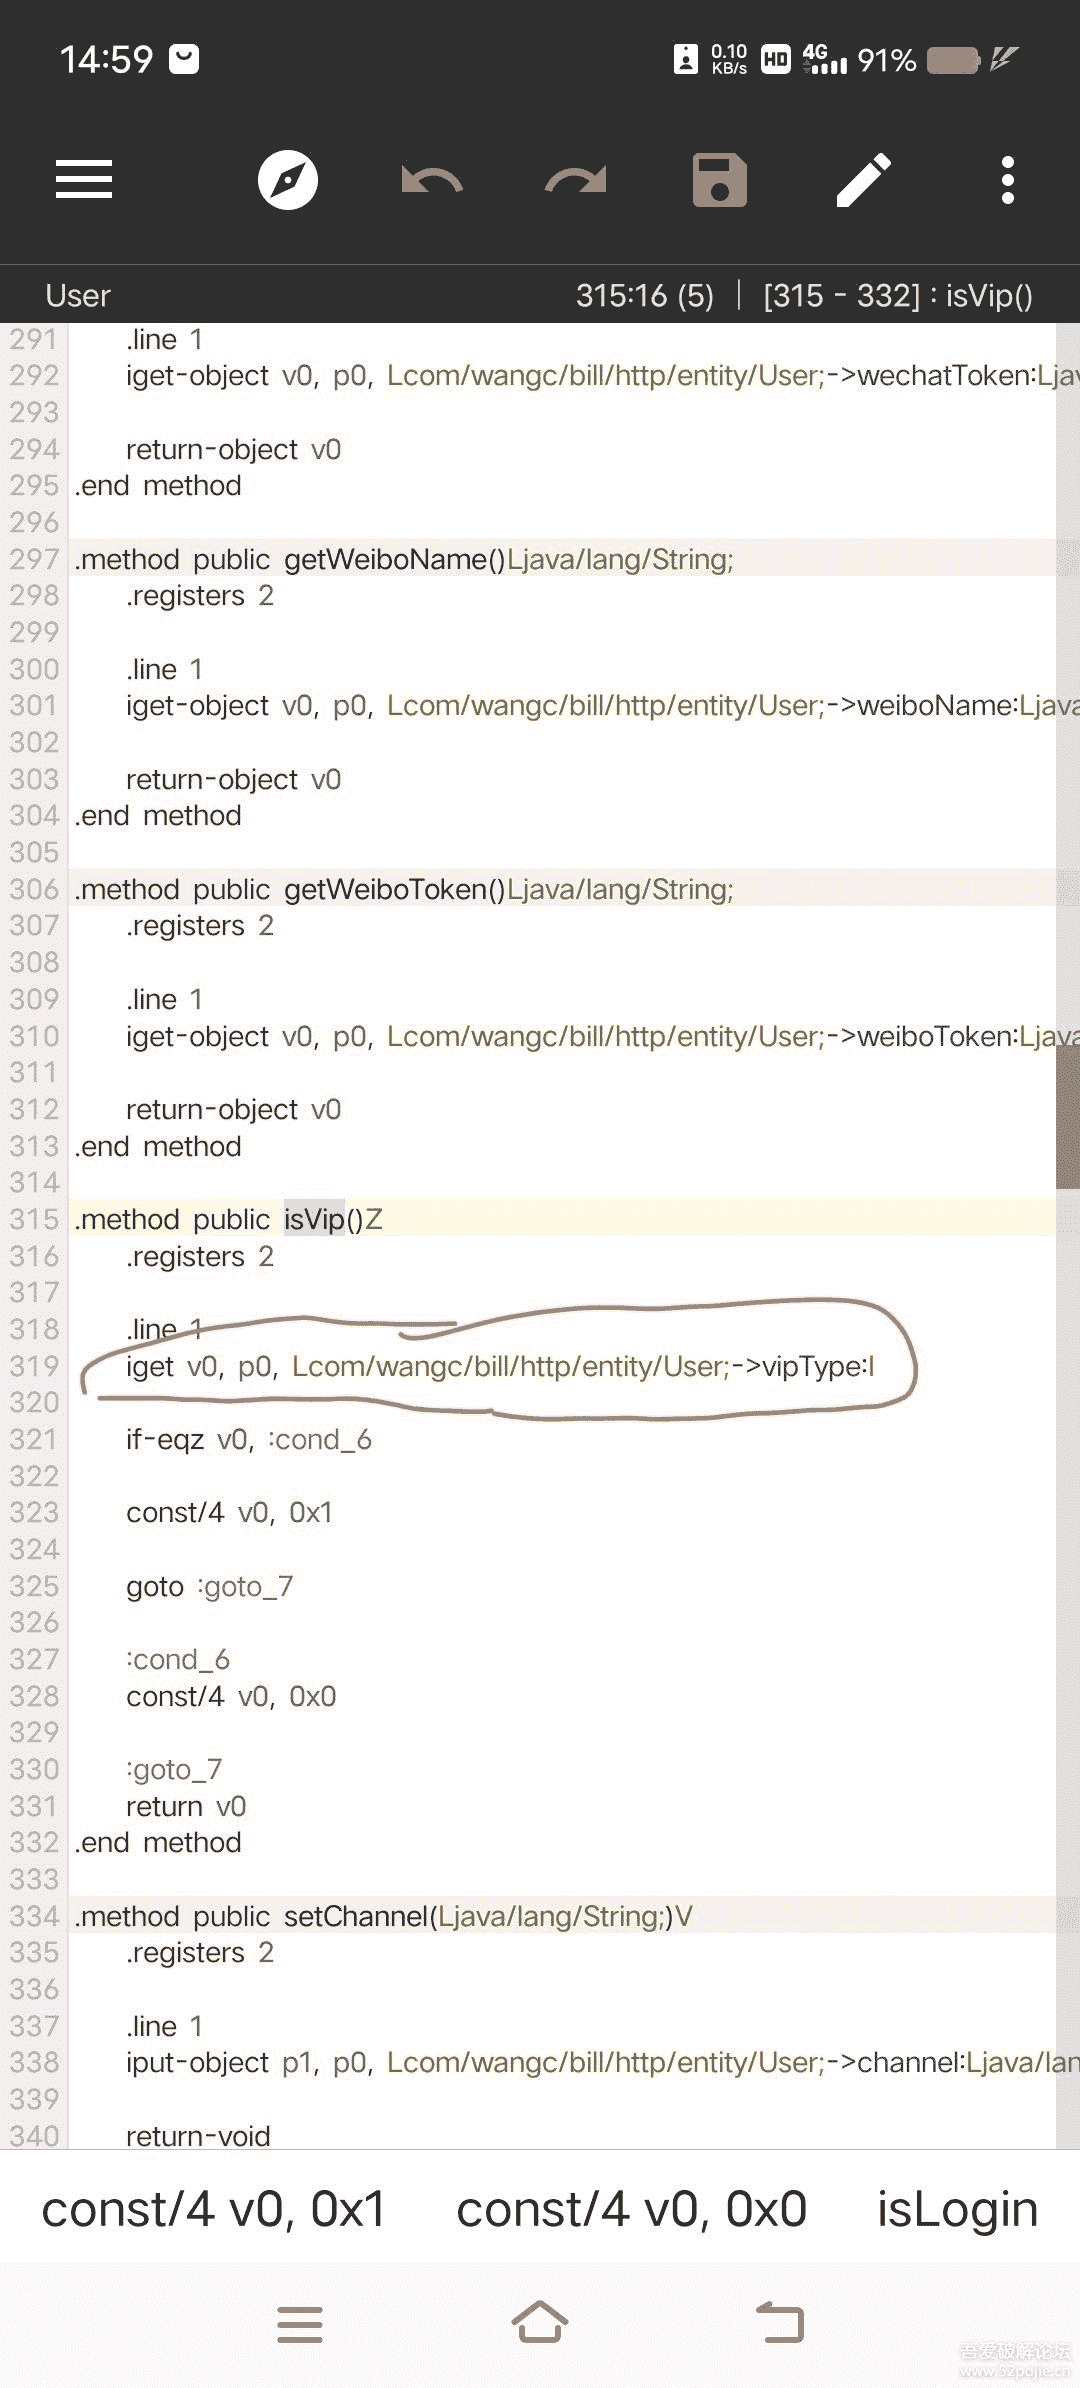 14:59 0.10 KB/s HD 4G 91%
User 315:16 (5) | [315 - 332] : isVip()
291 .line 1
292 iget-object v0, p0, Lcom/wangc/bill/http/entity/User;->wechatToken:Ljav
293
294 return-object v0
295 .end method
296
297 .method public getWeiboName()Ljava/lang/String;
298 .registers 2
299
300 .line 1
301 iget-object v0, p0, Lcom/wangc/bill/http/entity/User;->weiboName:Ljava
302
303 return-object v0
304 .end method
305
306 .method public getWeiboToken()Ljava/lang/String;
307 .registers 2
308
309 .line 1
310 iget-object v0, p0, Lcom/wangc/bill/http/entity/User;->weiboToken:Ljava
311
312 return-object v0
313 .end method
314
315 .method public isVip()Z
316 .registers 2
317
318 .line 1
319 iget v0, p0, Lcom/wangc/bill/http/entity/User;->vipType:I
320
321 if-eqz v0, :cond_6
322
323 const/4 v0, 0x1
324
325 goto :goto_7
326
327 :cond_6
328 const/4 v0, 0x0
329
330 :goto_7
331 return v0
332 .end method
333
334 .method public setChannel(Ljava/lang/String;)V
335 .registers 2
336
337 .line 1
338 iput-object p1, p0, Lcom/wangc/bill/http/entity/User;->channel:Ljava/lan
339
340 return-void
const/4 v0, 0x1 const/4 v0, 0x0 isLogin
吾爱破解论坛
www.52pojie.cn